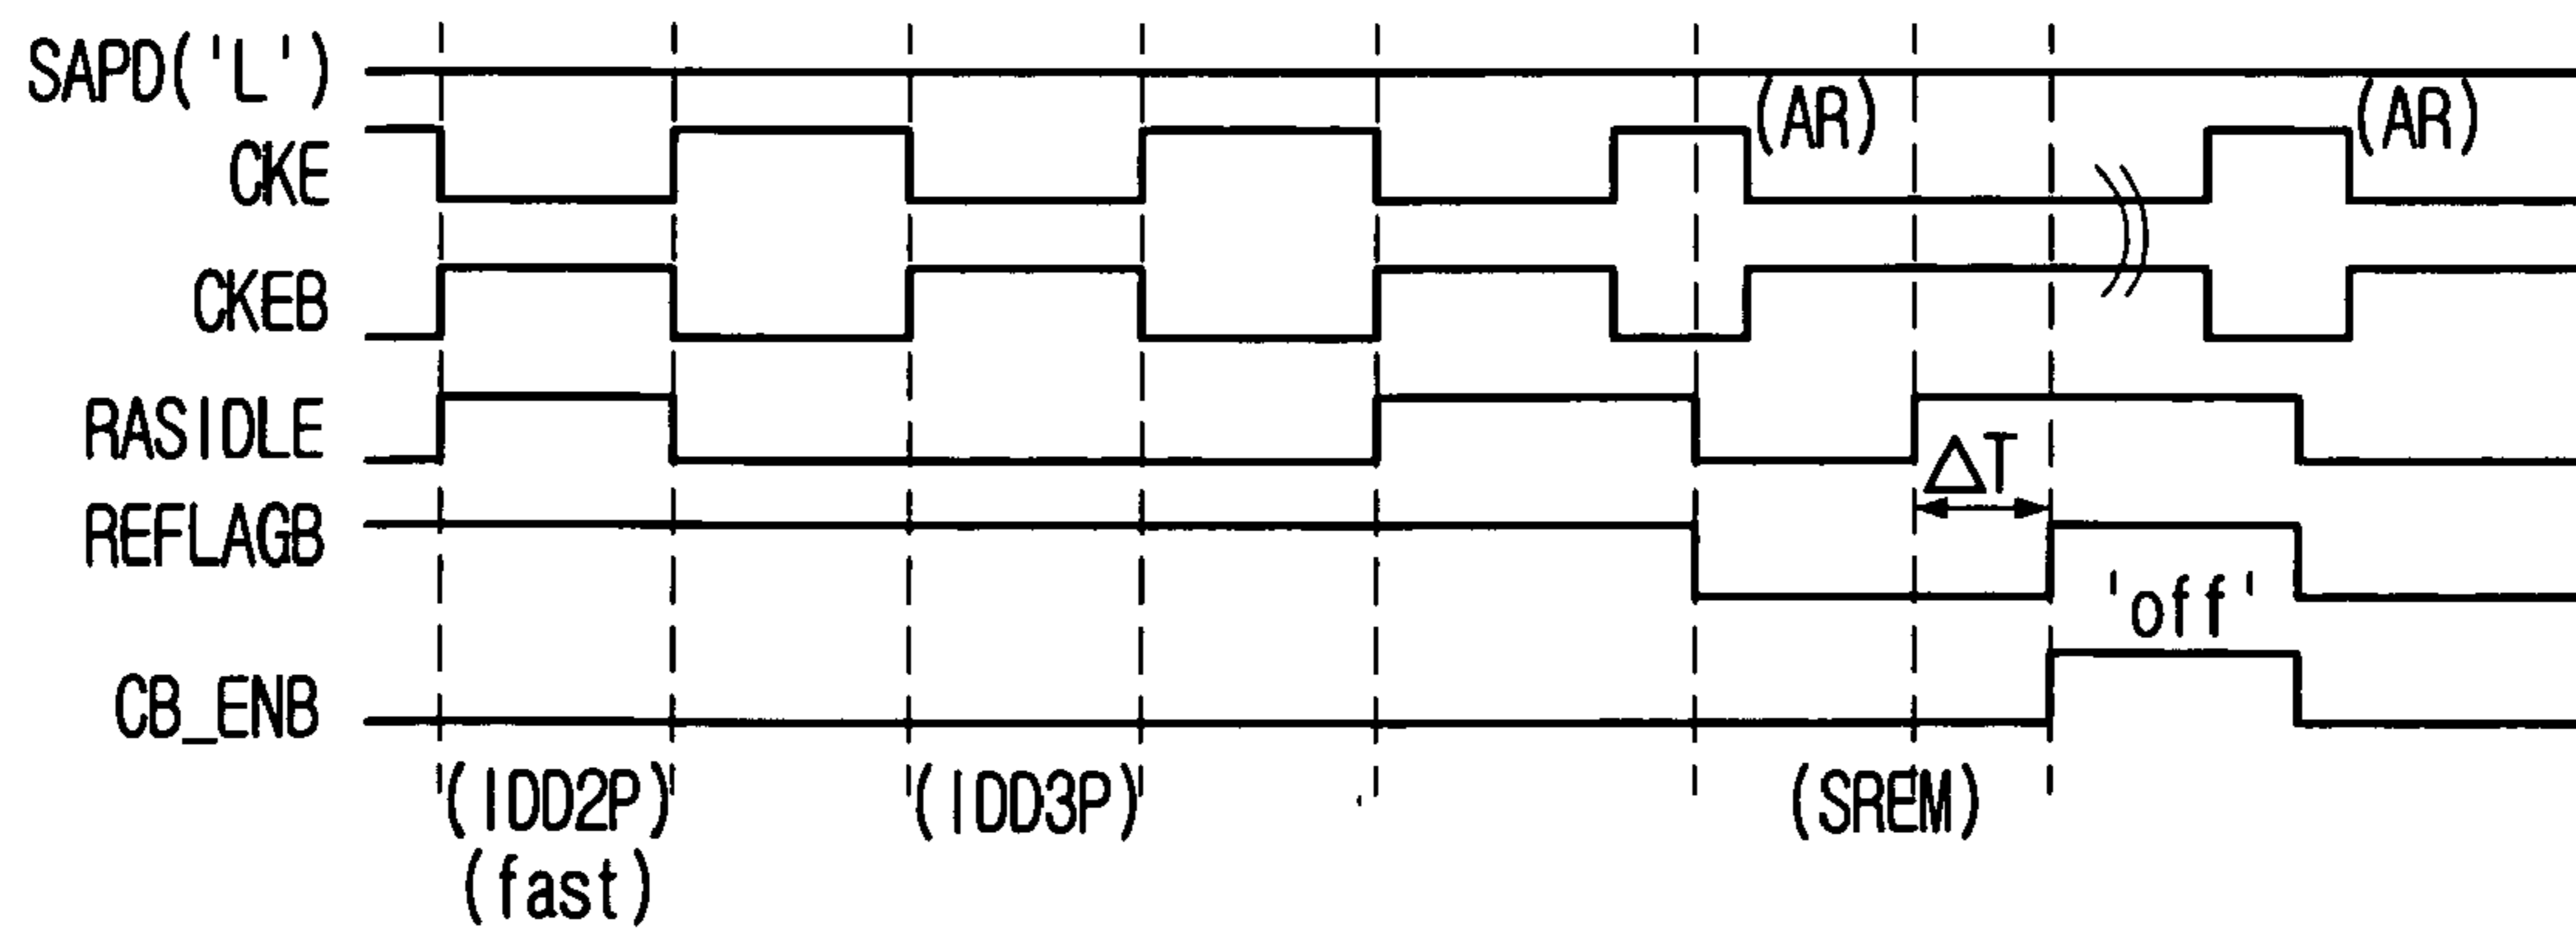 SAPD('L')
(AR) (AR)
CKE
CKEB
RASIDLE
ΔT
REFLAGB
'off'
CB_ENB
(IDD2P) (IDD3P) (SREM)
(fast)